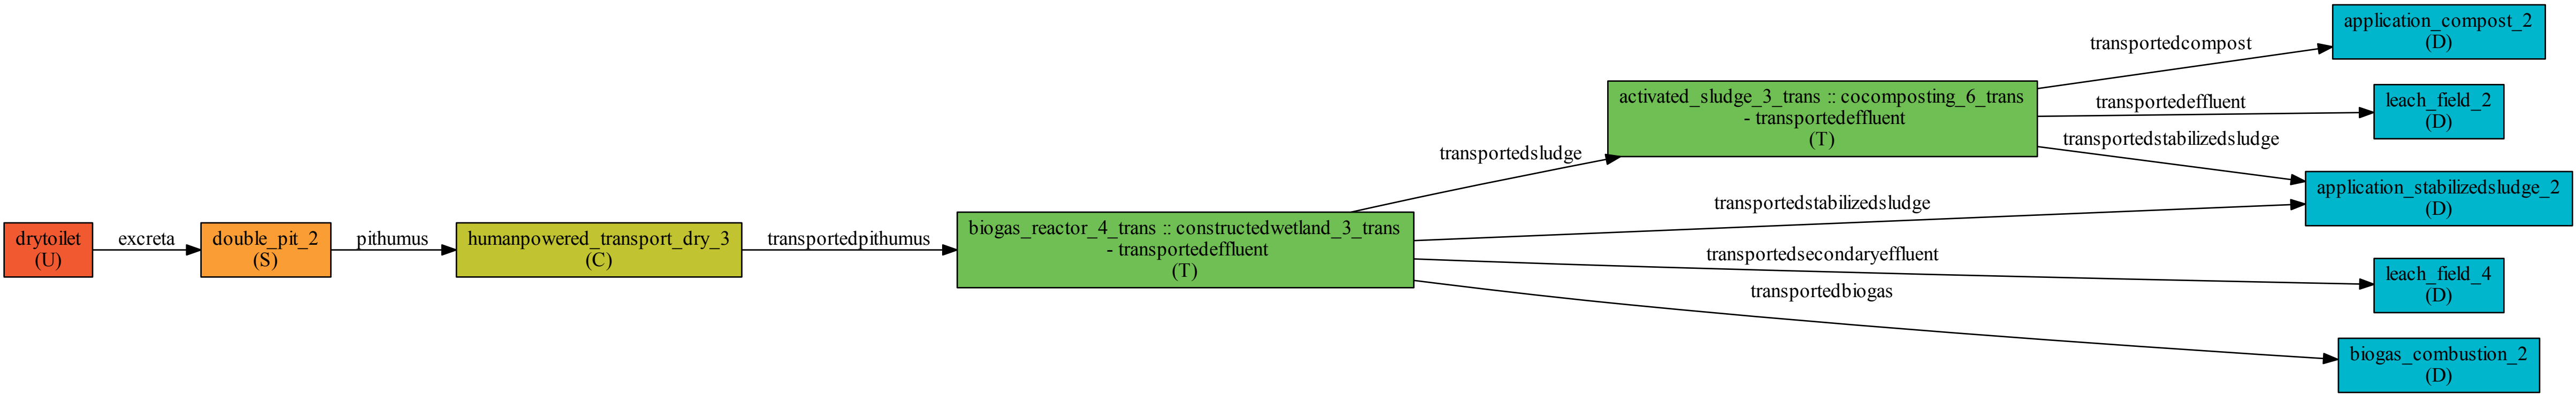 drytoilet
(U)
excreta
double_pit_2
(S)
pithumus
humanpowered_transport_dry_3
(C)
transportedpithumus
biogas_reactor_4_trans :: constructedwetland_3_trans
- transportedeffluent
(T)
transportedsludge
transportedstabilizedsludge
transportedsecondaryeffluent
transportedbiogas
activated_sludge_3_trans :: cocomposting_6_trans
- transportedeffluent
(T)
transportedcompost
transportedeffluent
transportedstabilizedsludge
application_compost_2
(D)
leach_field_2
(D)
application_stabilizedsludge_2
(D)
leach_field_4
(D)
biogas_combustion_2
(D)